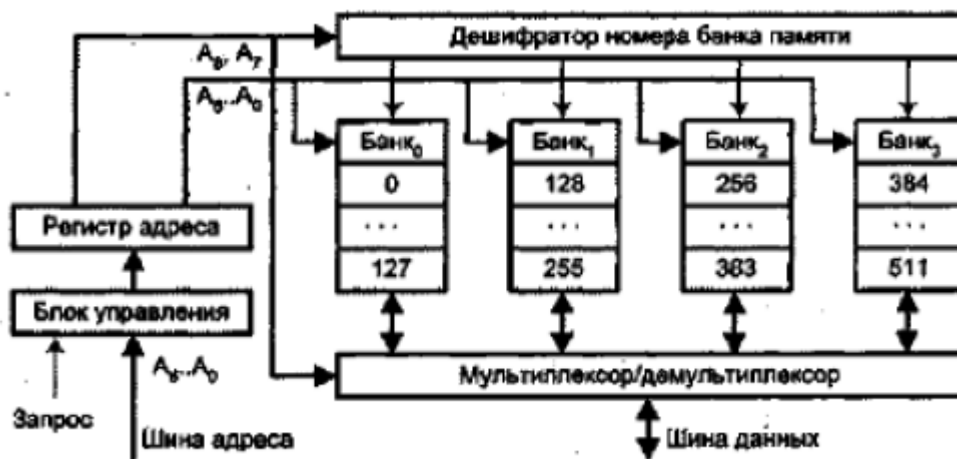 Дешифратор номера банка памяти
A₈, A₇
A₆..A₀
Банк₀ Банк₁ Банк₂ Банк₃
0 128 256 384
... ... ... ...
127 255 383 511
Регистр адреса
Блок управления
A₈..A₀
Мультиплексор/демультиплексор
Запрос
Шина адреса
Шина данных